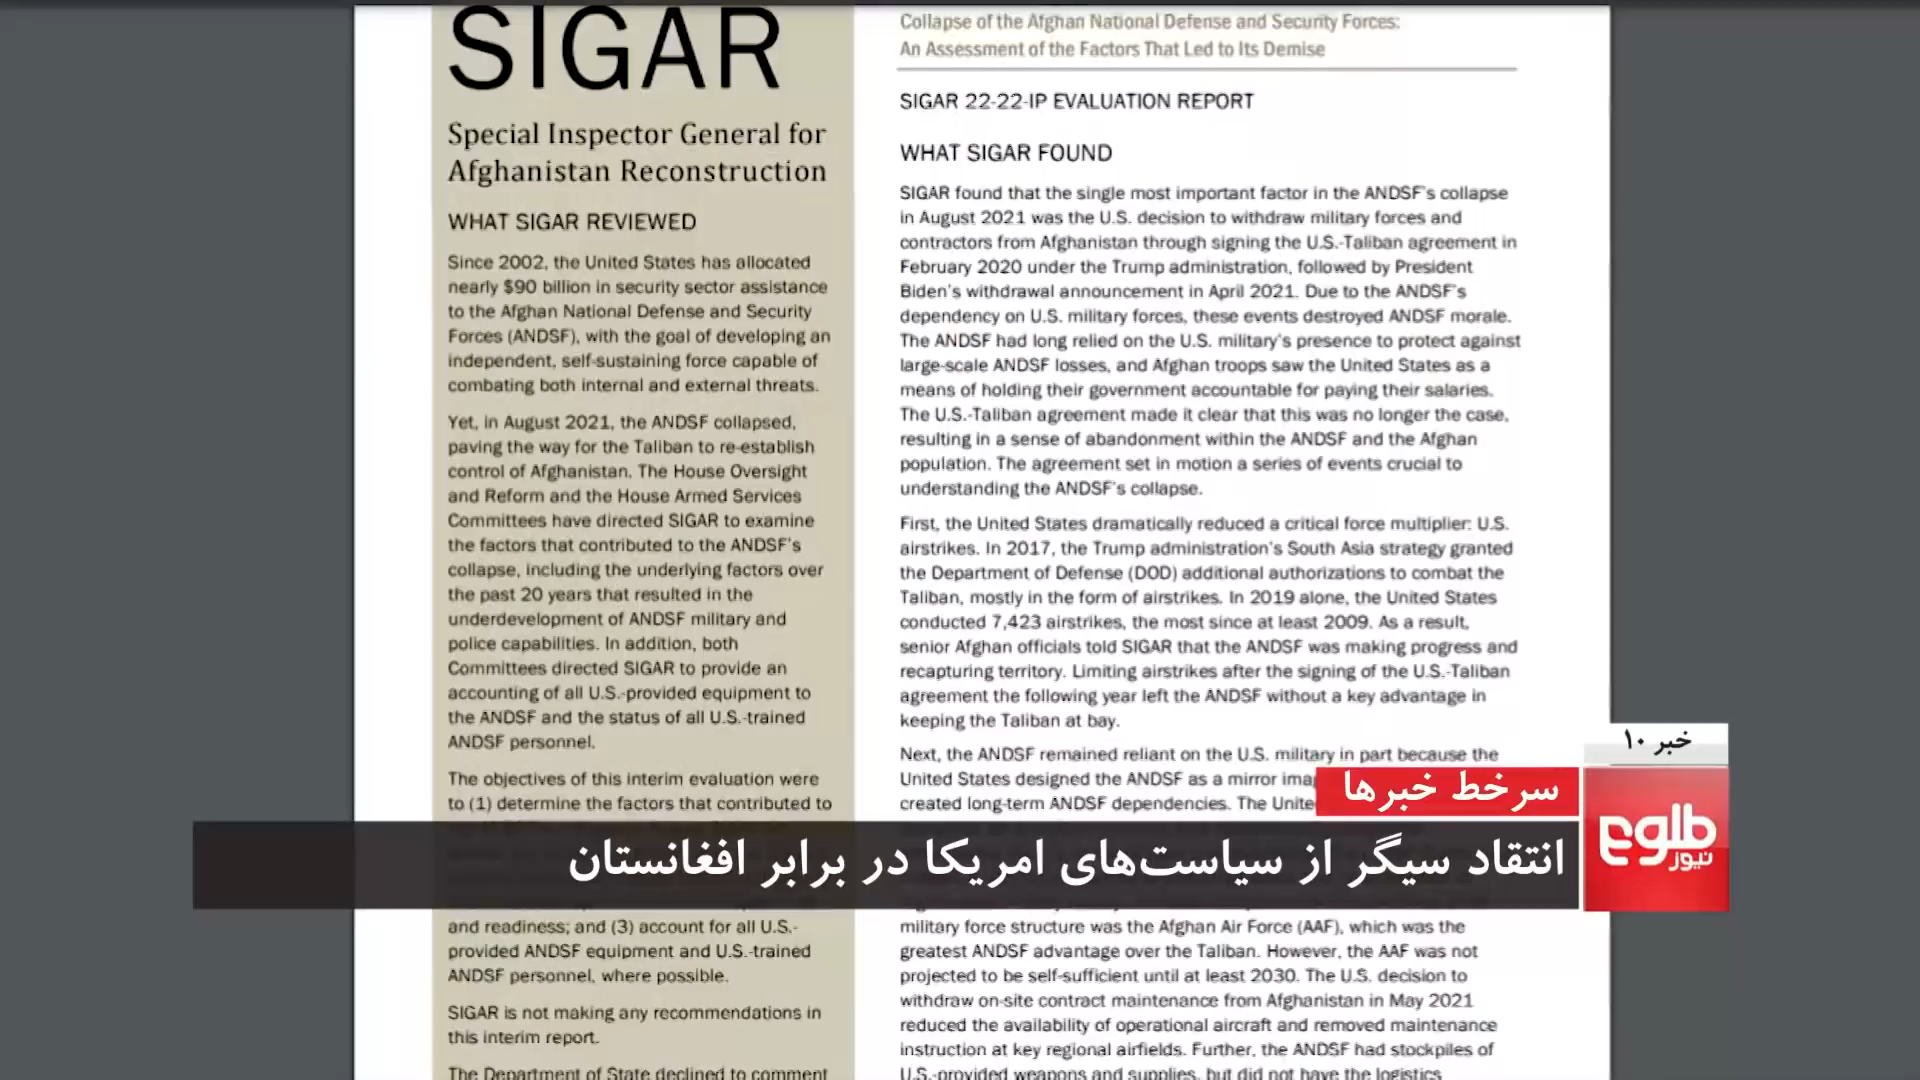 SIGAR
Special Inspector General for
Afghanistan Reconstruction
WHAT SIGAR REVIEWED
Since 2002, the United States has allocated
nearly $90 billion in security sector assistance
to the Afghan National Defense and Security
Forces (ANDSF), with the goal of developing an
independent, self-sustaining force capable of
combating both internal and external threats.
Yet, in August 2021, the ANDSF collapsed,
paving the way for the Taliban to re-establish
control of Afghanistan. The House Oversight
and Reform and the House Armed Services
Committees have directed SIGAR to examine
the factors that contributed to the ANDSF's
collapse, including the underlying factors over
the past 20 years that resulted in the
underdevelopment of ANDSF military and
police capabilities. In addition, both
Committees directed SIGAR to provide an
accounting of all U.S.-provided equipment to
the ANDSF and the status of all U.S.-trained
ANDSF personnel.
The objectives of this interim evaluation were
to (1) determine the factors that contributed to
and readiness; and (3) account for all U.S.-
provided ANDSF equipment and U.S.-trained
ANDSF personnel, where possible.
SIGAR is not making any recommendations in
this interim report.
The Department of State declined to comment
Collapse of the Afghan National Defense and Security Forces:
An Assessment of the Factors That Led to Its Demise
SIGAR 22-22-IP EVALUATION REPORT
WHAT SIGAR FOUND
SIGAR found that the single most important factor in the ANDSF's collapse
in August 2021 was the U.S. decision to withdraw military forces and
contractors from Afghanistan through signing the U.S.-Taliban agreement in
February 2020 under the Trump administration, followed by President
Biden's withdrawal announcement in April 2021. Due to the ANDSF's
dependency on U.S. military forces, these events destroyed ANDSF morale.
The ANDSF had long relied on the U.S. military's presence to protect against
large-scale ANDSF losses, and Afghan troops saw the United States as a
means of holding their government accountable for paying their salaries.
The U.S.-Taliban agreement made it clear that this was no longer the case,
resulting in a sense of abandonment within the ANDSF and the Afghan
population. The agreement set in motion a series of events crucial to
understanding the ANDSF's collapse.
First, the United States dramatically reduced a critical force multiplier: U.S.
airstrikes. In 2017, the Trump administration's South Asia strategy granted
the Department of Defense (DOD) additional authorizations to combat the
Taliban, mostly in the form of airstrikes. In 2019 alone, the United States
conducted 7,423 airstrikes, the most since at least 2009. As a result,
senior Afghan officials told SIGAR that the ANDSF was making progress and
recapturing territory. Limiting airstrikes after the signing of the U.S.-Taliban
agreement the following year left the ANDSF without a key advantage in
keeping the Taliban at bay.
Next, the ANDSF remained reliant on the U.S. military in part because the
United States designed the ANDSF as a mirror
created long-term ANDSF dependencies. The
military force structure was the Afghan Air Force (AAF), which was the
greatest ANDSF advantage over the Taliban. However, the AAF was not
projected to be self-sufficient until at least 2030. The U.S. decision to
withdraw on-site contract maintenance from Afghanistan in May 2021
reduced the availability of operational aircraft and removed maintenance
instruction at key regional airfields. Further, the ANDSF had stockpiles of
U.S.-provided weapons and supplies, but did not have the logistics
خبر ۱۰
سرخط خبرها
انتقاد سیگر از سیاست‌های امریکا در برابر افغانستان
طلوع
نیوز